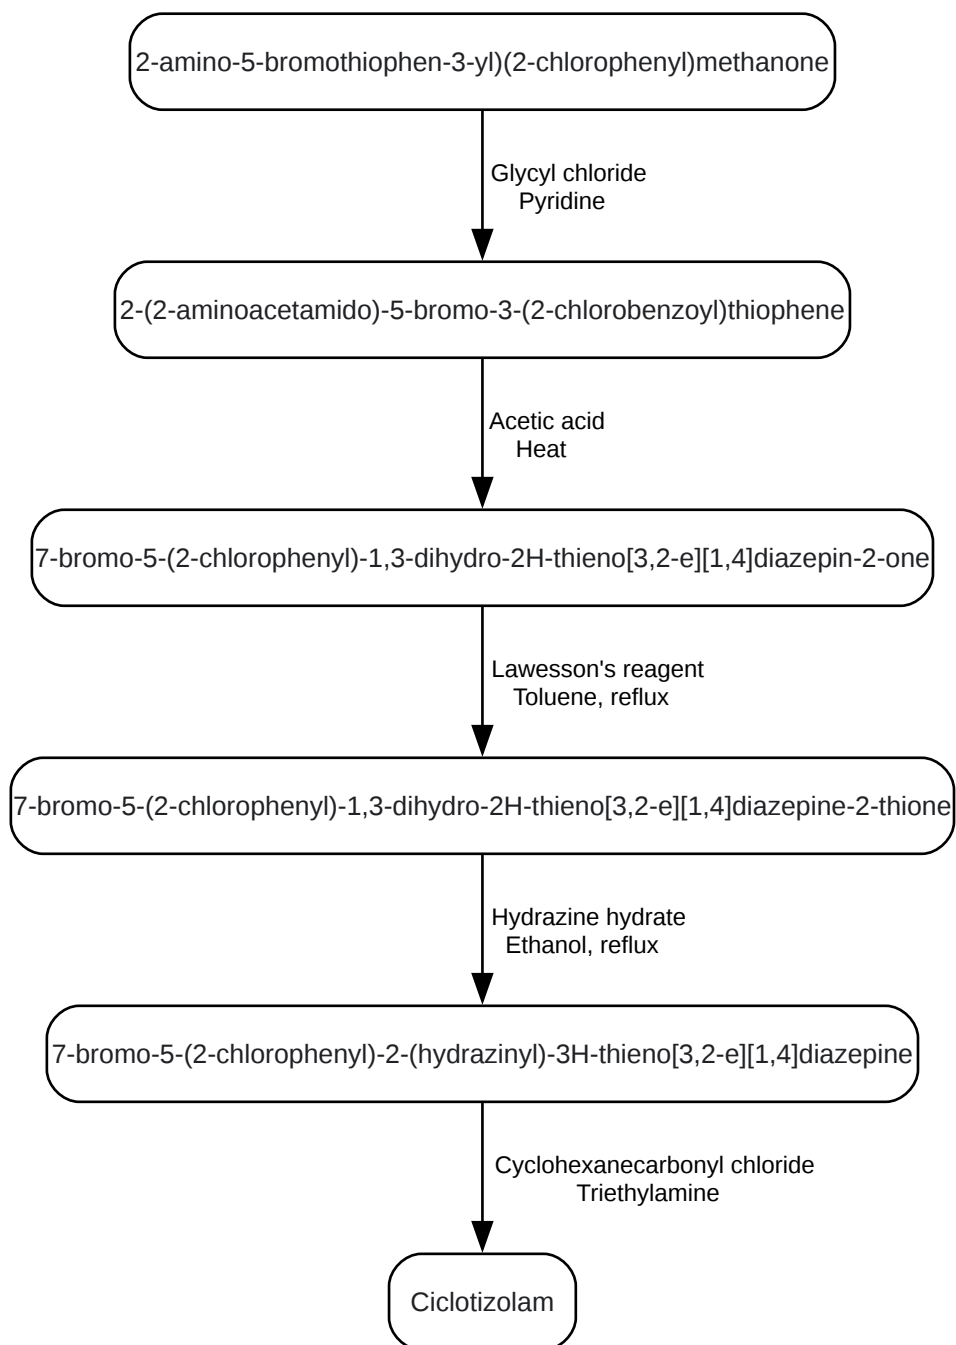 2-amino-5-bromothiophen-3-yl)(2-chlorophenyl)methanone
Glycyl chloride
Pyridine
2-(2-aminoacetamido)-5-bromo-3-(2-chlorobenzoyl)thiophene
Acetic acid
Heat
7-bromo-5-(2-chlorophenyl)-1,3-dihydro-2H-thieno[3,2-e][1,4]diazepin-2-one
Lawesson's reagent
Toluene, reflux
7-bromo-5-(2-chlorophenyl)-1,3-dihydro-2H-thieno[3,2-e][1,4]diazepine-2-thione
Hydrazine hydrate
Ethanol, reflux
7-bromo-5-(2-chlorophenyl)-2-(hydrazinyl)-3H-thieno[3,2-e][1,4]diazepine
Cyclohexanecarbonyl chloride
Triethylamine
Ciclotizolam